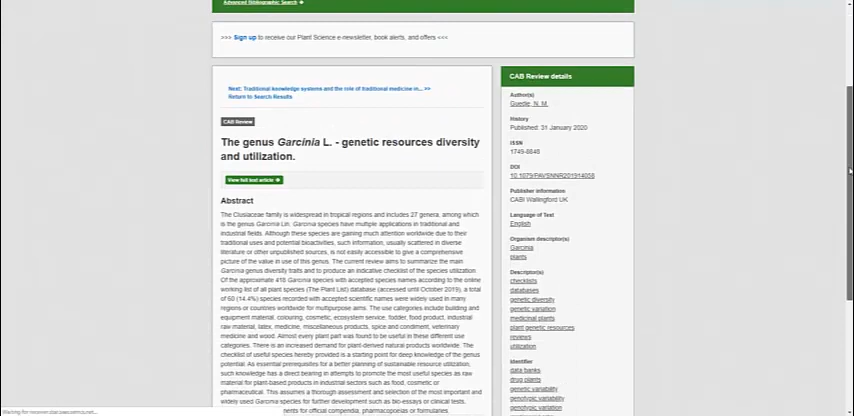 Advanced Bibliographic Search
>>> Sign up to receive our Plant Science e-newsletter, book alerts, and offers <<<
Next: Traditional knowledge systems and the role of traditional medicine in... >>
Return to Search Results
CAB Review
The genus Garcinia L. - genetic resources diversity
and utilization.
View full text article
Abstract
The Clusiaceae family is widespread in tropical regions and includes 27 genera, among which
is the genus Garcinia Lin. Garcinia species have multiple applications in traditional and
industrial fields. Although these species are gaining much attention worldwide due to their
traditional uses and potential bioactivities, such information, usually scattered in diverse
literature or other unpublished sources, is not easily accessible to give a comprehensive
picture of the value in use of this genus. The current review aims to summarize the main
Garcinia genus diversity traits and to produce an indicative checklist of the species utilization.
Of the approximate 415 Garcinia species with accepted species names according to the online
working list of all plant species (The Plant List) database (accessed until October 2019), a total
of 60 (14.4%) species recorded with accepted scientific names were widely used in many
regions or countries worldwide for multipurpose aims. The use categories include building and
equipment material, colouring, cosmetic, ecosystem service, fodder, food product, industrial
raw material, latex, medicine, miscellaneous products, spice and condiment, veterinary
medicine and wood. Almost every plant part was found to be useful in these different use
categories. There is an increased demand for plant-derived natural products worldwide. The
checklist of useful species hereby provided is a starting point for deep knowledge of the genus
potential. As essential prerequisites for a better planning of sustainable resource utilization,
such knowledge has a direct bearing in attempts to promote the most useful species as raw
material for plant-based products in industrial sectors such as food, cosmetic or
pharmaceutical. This assumes a thorough assessment and selection of the most important and
widely used Garcinia species for further development such as bio-essays or clinical tests,
nents for official compendia, pharmacopoeias or formularies.
CAB Review details
Author(s)
Guedje, N. M.
History
Published: 31 January 2020
ISSN
1749-8848
DOI
10.1079/PAVSNNR201914058
Publisher information
CABI Wallingford UK
Language of Text
English
Organism descriptor(s)
Garcinia
plants
Descriptor(s)
checklists
databases
genetic diversity
genetic variation
medicinal plants
plant genetic resources
reviews
utilization
Identifier
data banks
drug plants
genetic variability
genotypic variability
genotypic variation